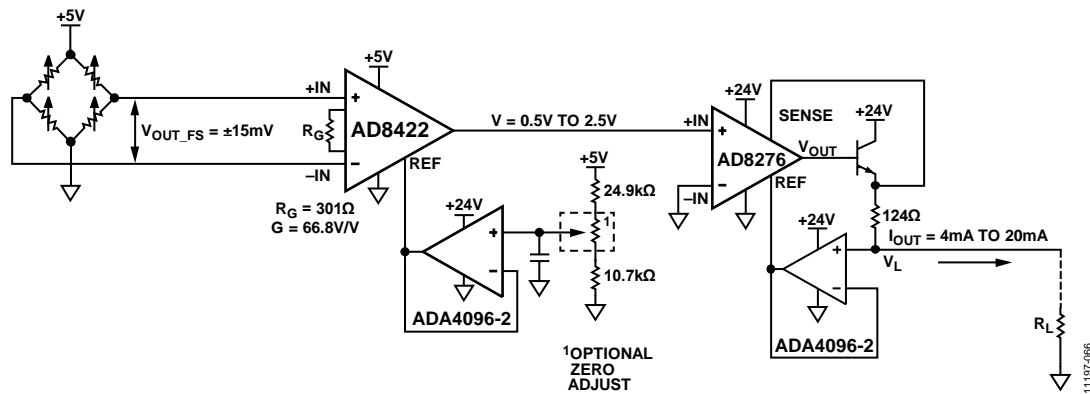 +5V
VOUT_FS = ±15mV
+IN
–IN
RG
+5V
AD8422
REF
RG = 301Ω
G = 66.8V/V
V = 0.5V TO 2.5V
+24V
ADA4096-2
+5V
24.9kΩ
1
10.7kΩ
1OPTIONAL
ZERO
ADJUST
+IN
–IN
+24V
AD8276
SENSE
VOUT
REF
+24V
124Ω
IOUT = 4mA TO 20mA
VL
+24V
ADA4096-2
RL
11197-066